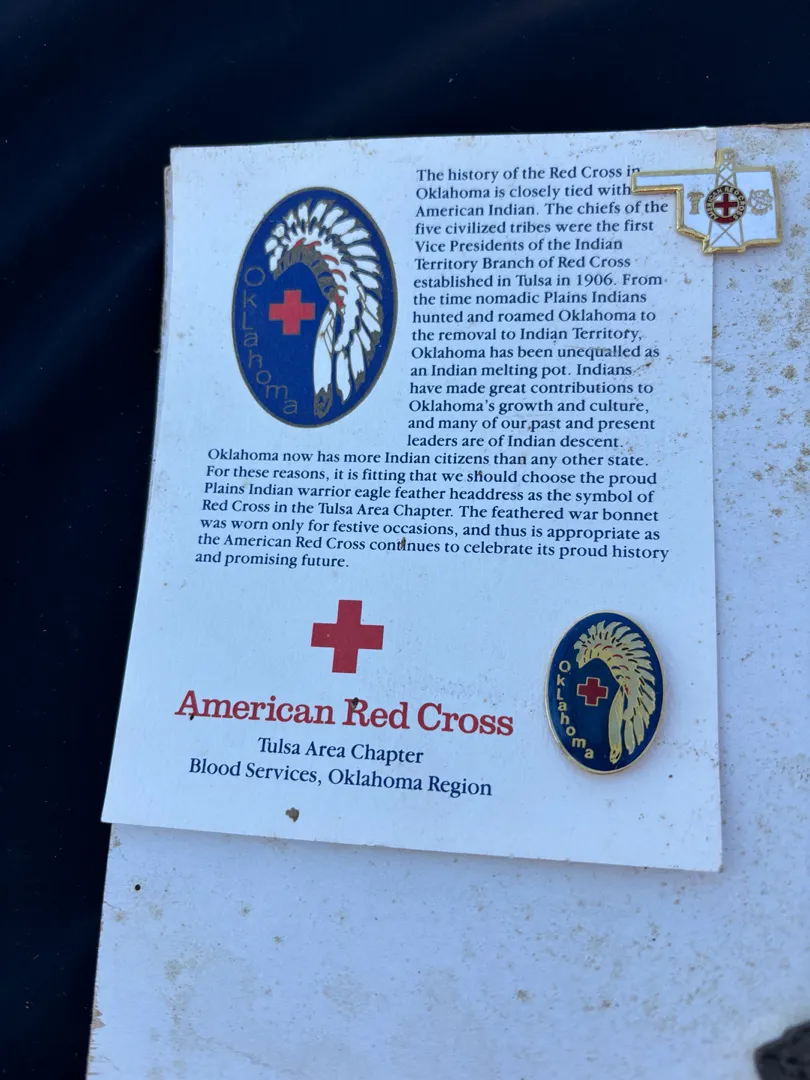 The history of the Red Cross in
Oklahoma is closely tied with
American Indian. The chiefs of the
five civilized tribes were the first
Vice Presidents of the Indian
Territory Branch of Red Cross
established in Tulsa in 1906. From
the time nomadic Plains Indians
hunted and roamed Oklahoma to
the removal to Indian Territory,
Oklahoma has been unequalled as
an Indian melting pot. Indians
have made great contributions to
Oklahoma's growth and culture,
and many of our past and present
leaders are of Indian descent.
Oklahoma now has more Indian citizens than any other state.
For these reasons, it is fitting that we should choose the proud
Plains Indian warrior eagle feather headdress as the symbol of
Red Cross in the Tulsa Area Chapter. The feathered war bonnet
was worn only for festive occasions, and thus is appropriate as
the American Red Cross continues to celebrate its proud history
and promising future.
Oklahoma
AMERICAN RED CROSS
American Red Cross
Tulsa Area Chapter
Blood Services, Oklahoma Region
Oklahoma